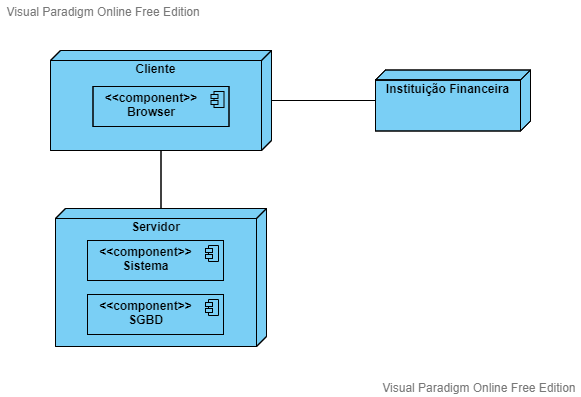 Visual Paradigm Online Free Edition
Cliente
<<component>>
Browser
Instituição Financeira
Servidor
<<component>>
Sistema
<<component>>
SGBD
Visual Paradigm Online Free Edition